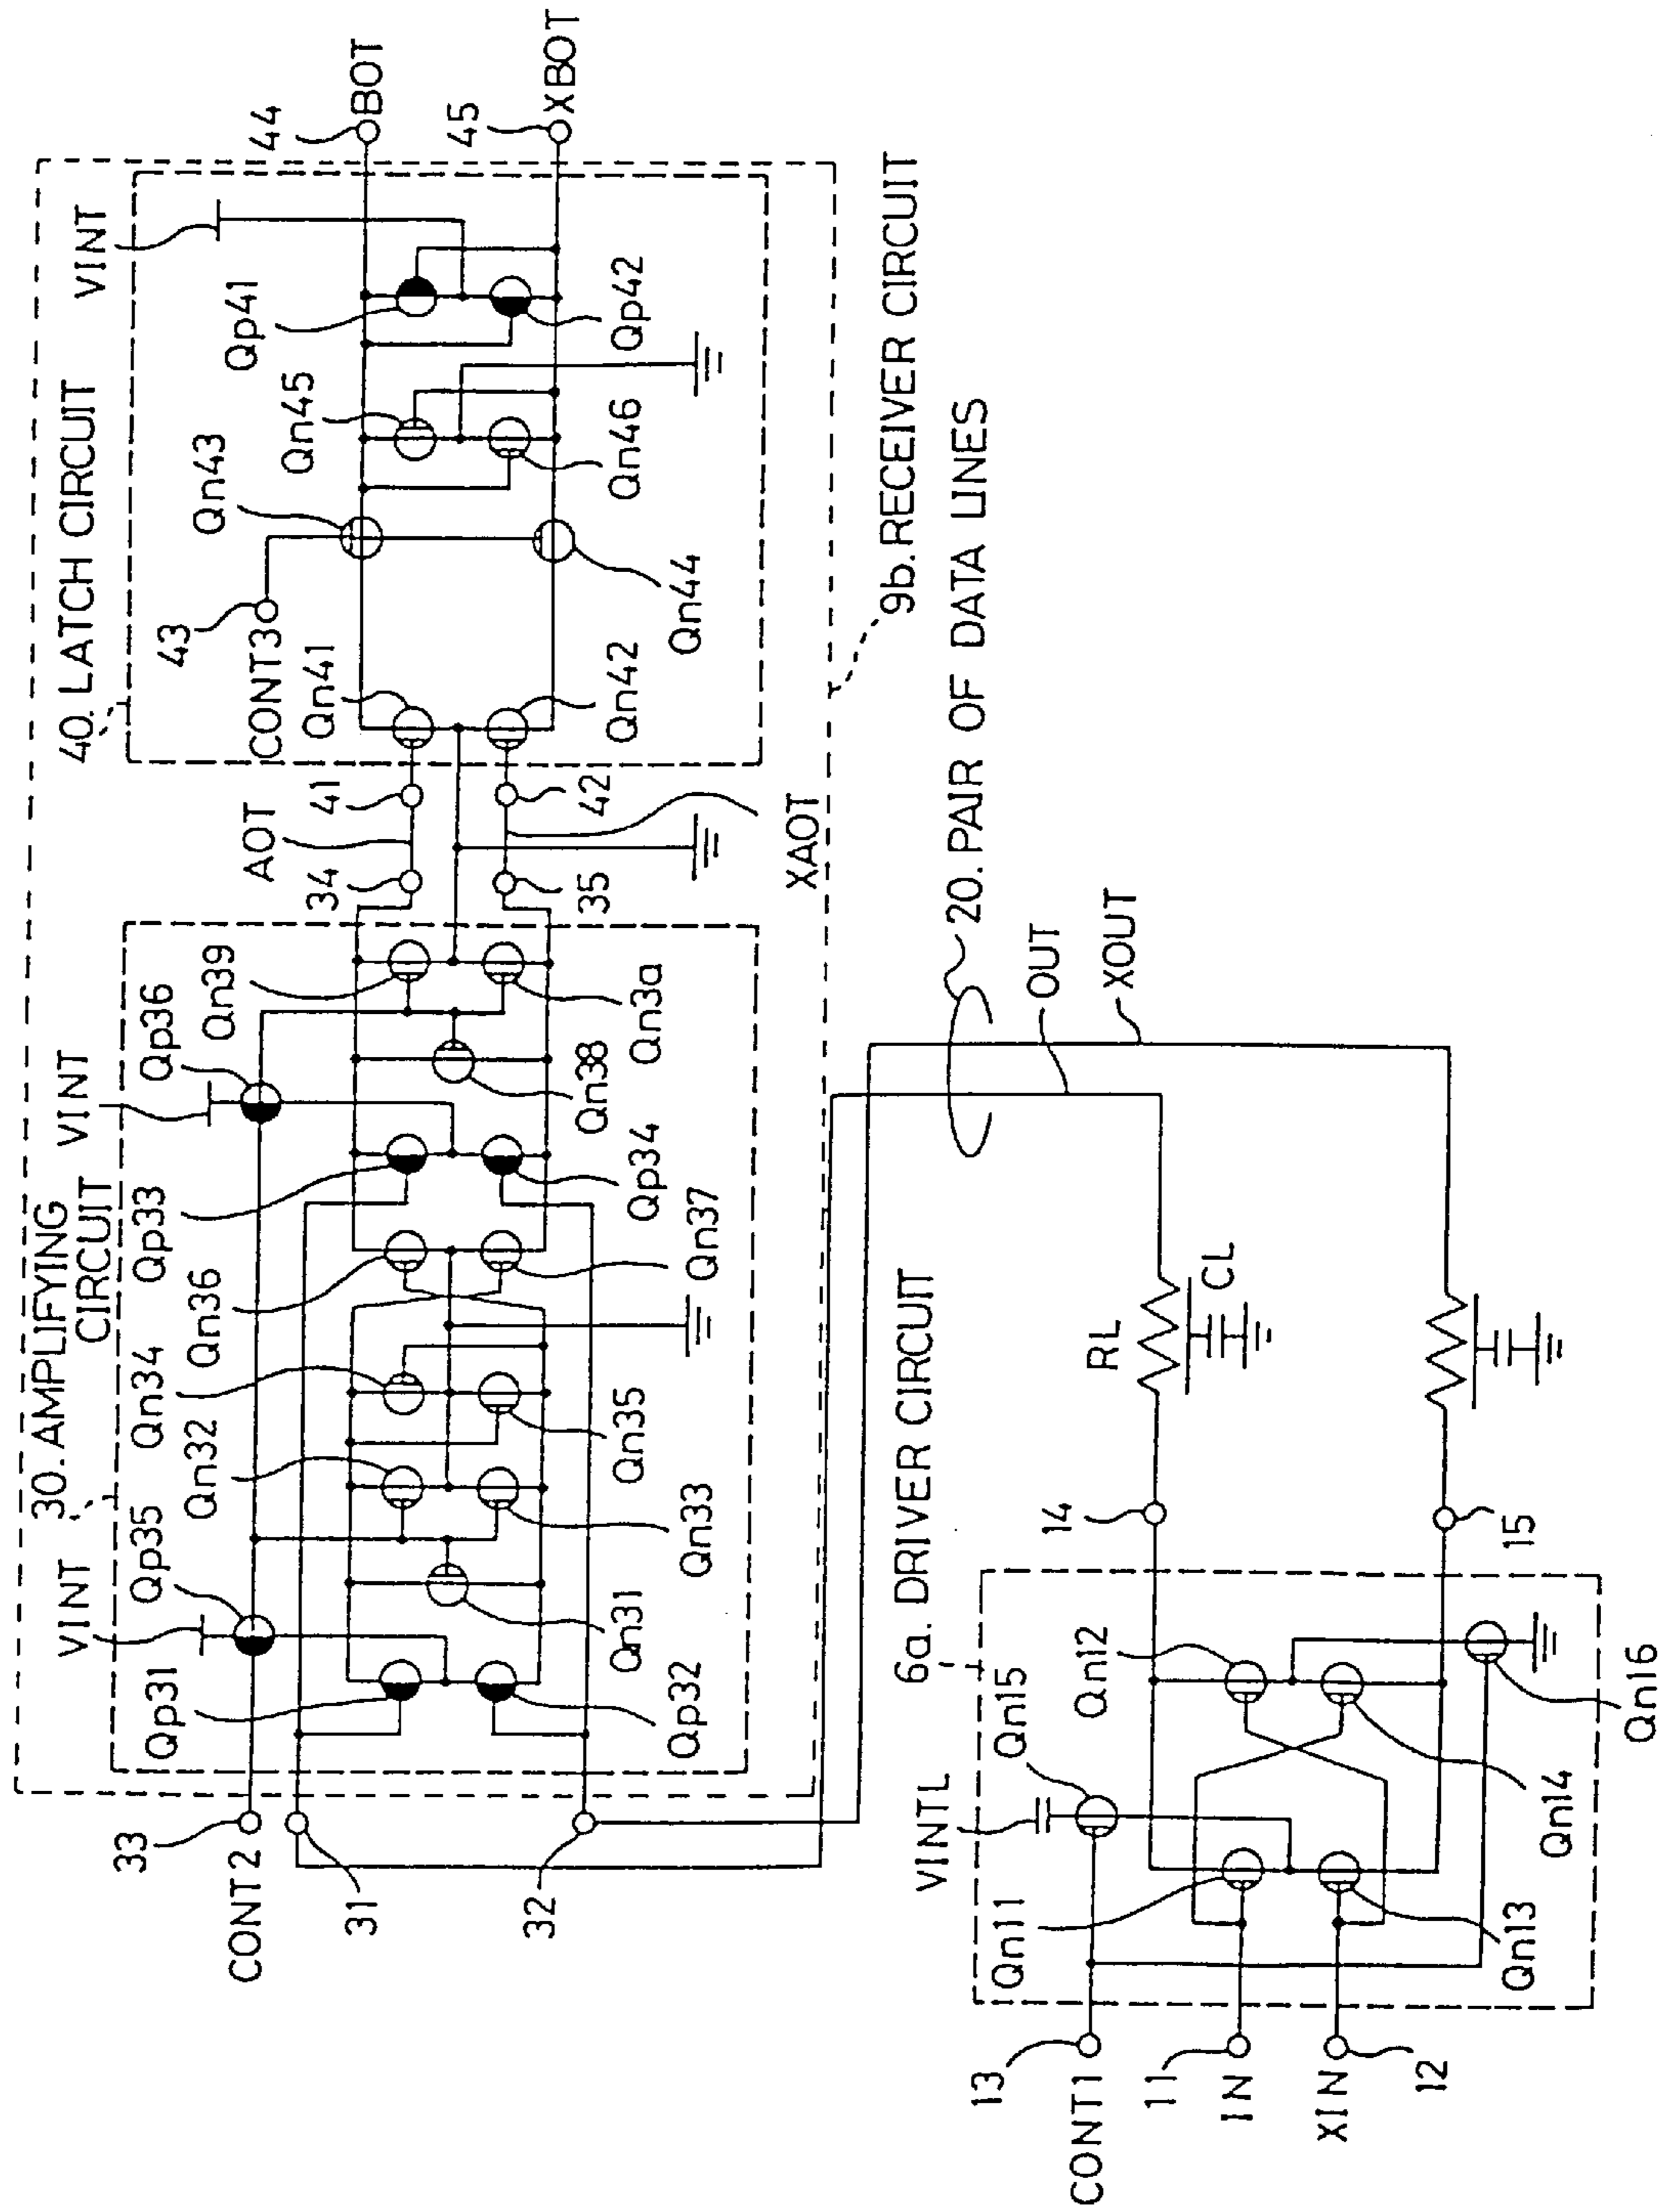 40. LATCH CIRCUIT
VINT
44
BOT
Qn43
Qp41
43
Qn45
CONT3
Qn41
45
XBOT
Qp42
Qn46
Qn44
Qn42
9b. RECEIVER CIRCUIT
AOT
34
41
35
42
XAOT
30. AMPLIFYING
CIRCUIT
VINT
Qp35
VINT
Qp36
Qn32
Qn34
Qn36
Qp33
Qn39
Qp31
33
CONT2
31
32
Qp32
Qn31
Qn33
Qn35
Qn37
Qp34
Qn38
Qn3a
20. PAIR OF DATA LINES
OUT
XOUT
6a. DRIVER CIRCUIT
RL
CL
14
15
VINTL
Qn15
Qn12
Qn11
Qn13
Qn14
Qn16
13
CONT1
11
IN
XIN
12